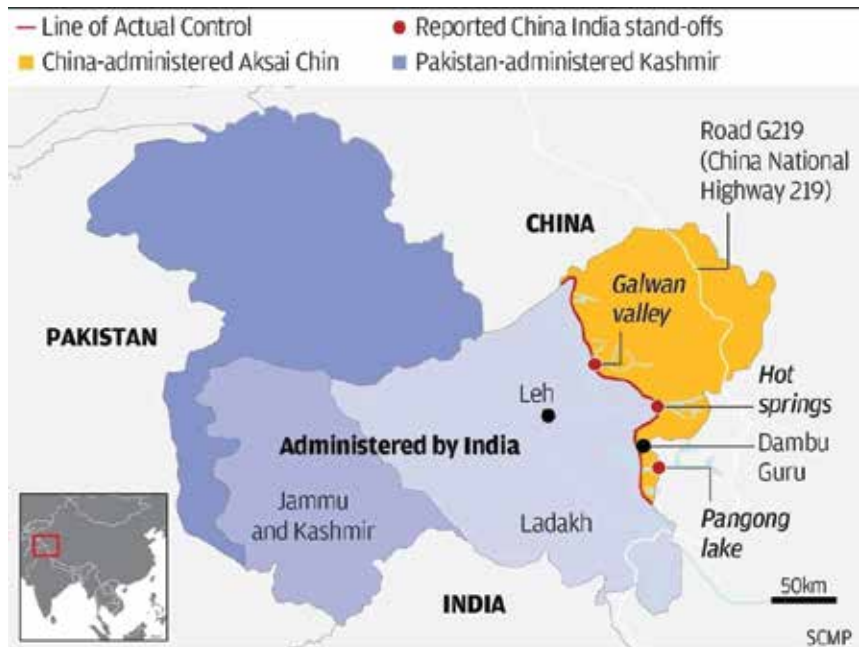 Line of Actual Control
Reported China India stand-offs
China-administered Aksai Chin
Pakistan-administered Kashmir
Road G219
(China National
Highway 219)
CHINA
Galwan
valley
PAKISTAN
Hot
springs
Leh
Dambu
Guru
Administered by India
Jammu
and Kashmir
Ladakh
Pangong
lake
50km
INDIA
SCMP